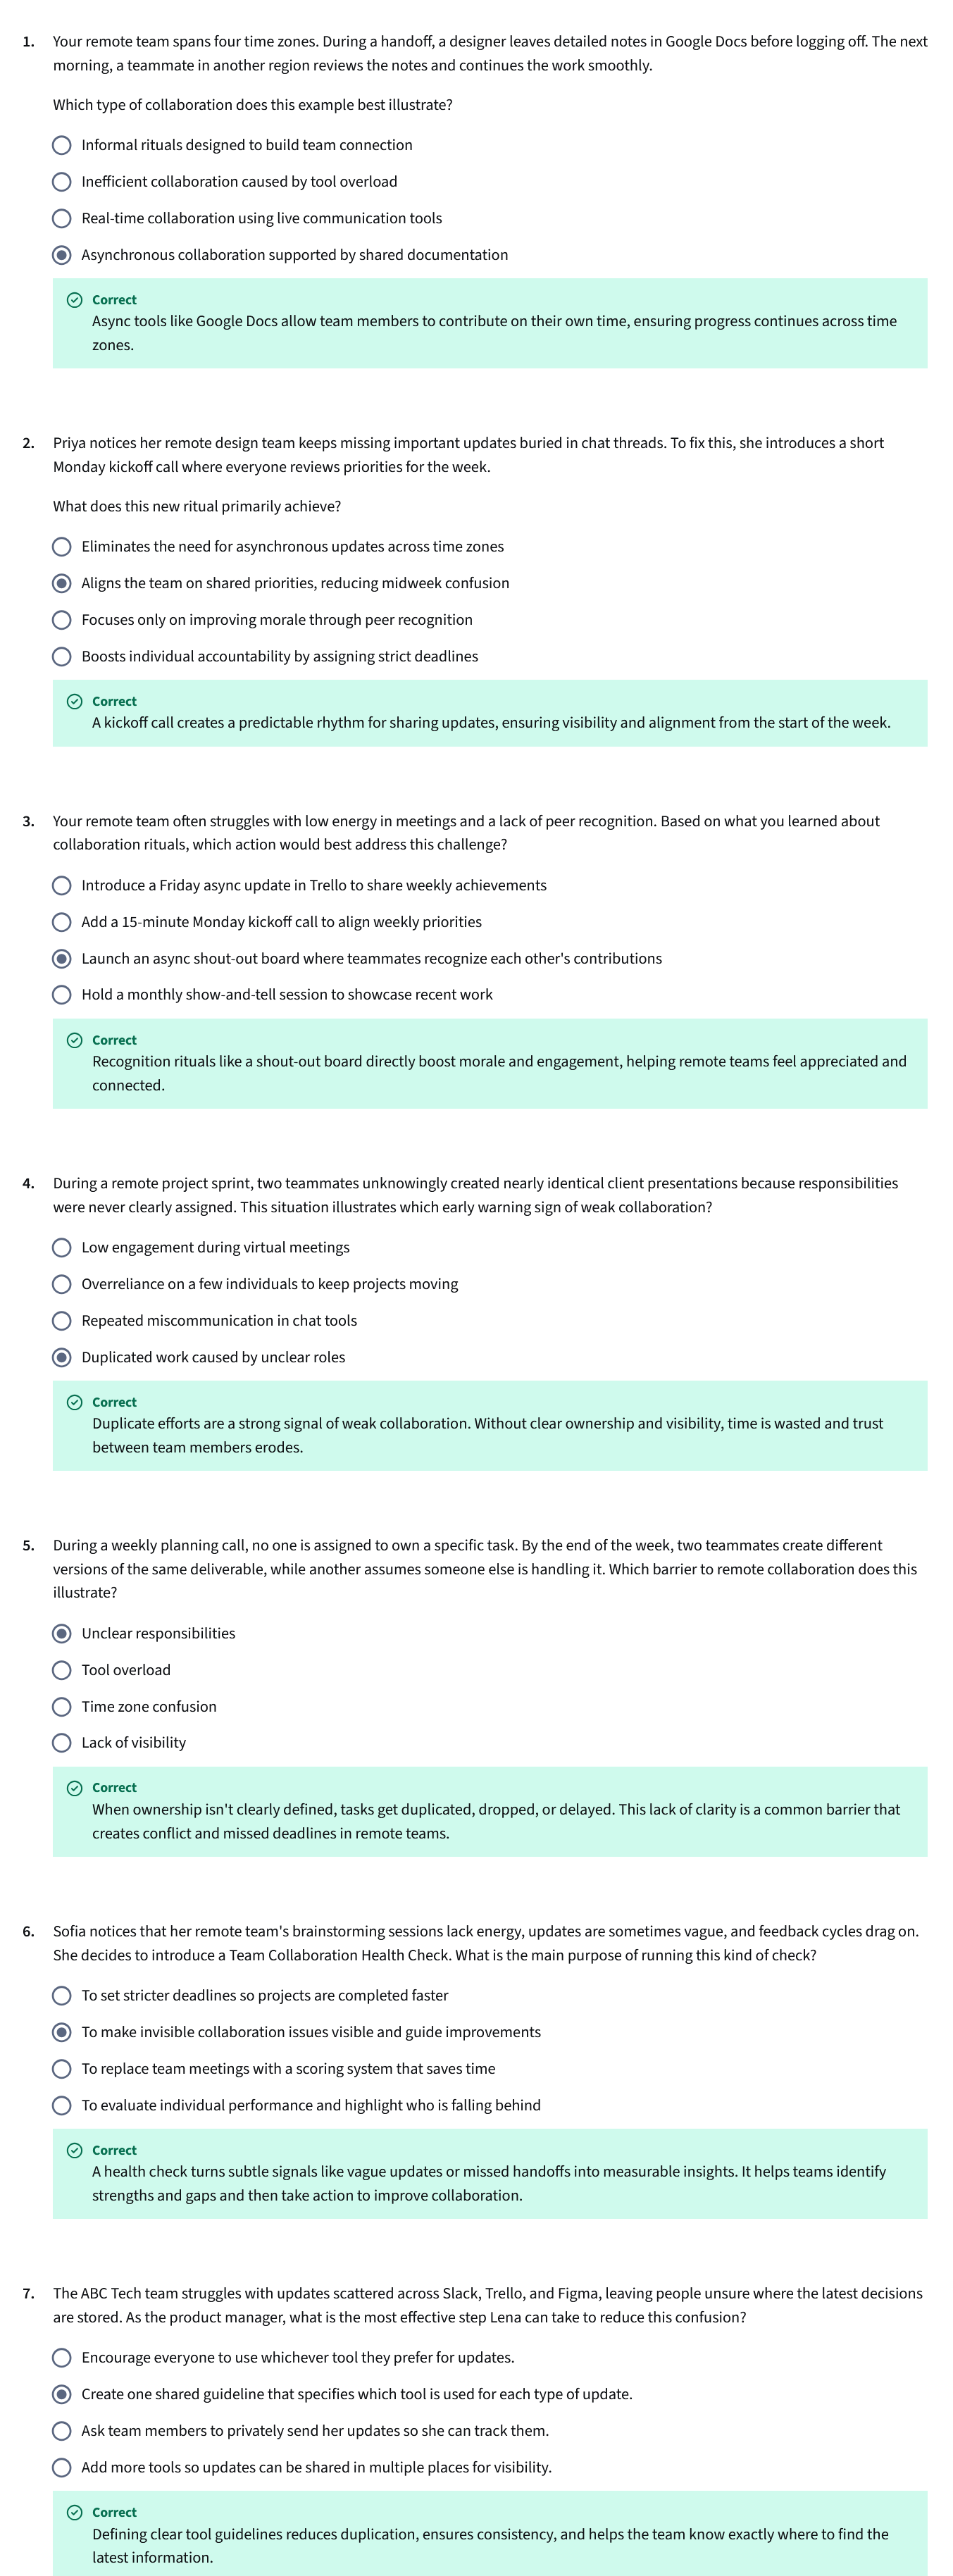 1. Your remote team spans four time zones. During a handoff, a designer leaves detailed notes in Google Docs before logging off. The next
morning, a teammate in another region reviews the notes and continues the work smoothly.
Which type of collaboration does this example best illustrate?
Informal rituals designed to build team connection
Inefficient collaboration caused by tool overload
Real-time collaboration using live communication tools
Asynchronous collaboration supported by shared documentation
Correct
Async tools like Google Docs allow team members to contribute on their own time, ensuring progress continues across time
zones.
2. Priya notices her remote design team keeps missing important updates buried in chat threads. To fix this, she introduces a short
Monday kickoff call where everyone reviews priorities for the week.
What does this new ritual primarily achieve?
Eliminates the need for asynchronous updates across time zones
Aligns the team on shared priorities, reducing midweek confusion
Focuses only on improving morale through peer recognition
Boosts individual accountability by assigning strict deadlines
Correct
A kickoff call creates a predictable rhythm for sharing updates, ensuring visibility and alignment from the start of the week.
3. Your remote team often struggles with low energy in meetings and a lack of peer recognition. Based on what you learned about
collaboration rituals, which action would best address this challenge?
Introduce a Friday async update in Trello to share weekly achievements
Add a 15-minute Monday kickoff call to align weekly priorities
Launch an async shout-out board where teammates recognize each other's contributions
Hold a monthly show-and-tell session to showcase recent work
Correct
Recognition rituals like a shout-out board directly boost morale and engagement, helping remote teams feel appreciated and
connected.
4. During a remote project sprint, two teammates unknowingly created nearly identical client presentations because responsibilities
were never clearly assigned. This situation illustrates which early warning sign of weak collaboration?
Low engagement during virtual meetings
Overreliance on a few individuals to keep projects moving
Repeated miscommunication in chat tools
Duplicated work caused by unclear roles
Correct
Duplicate efforts are a strong signal of weak collaboration. Without clear ownership and visibility, time is wasted and trust
between team members erodes.
5. During a weekly planning call, no one is assigned to own a specific task. By the end of the week, two teammates create different
versions of the same deliverable, while another assumes someone else is handling it. Which barrier to remote collaboration does this
illustrate?
Unclear responsibilities
Tool overload
Time zone confusion
Lack of visibility
Correct
When ownership isn't clearly defined, tasks get duplicated, dropped, or delayed. This lack of clarity is a common barrier that
creates conflict and missed deadlines in remote teams.
6. Sofia notices that her remote team's brainstorming sessions lack energy, updates are sometimes vague, and feedback cycles drag on.
She decides to introduce a Team Collaboration Health Check. What is the main purpose of running this kind of check?
To set stricter deadlines so projects are completed faster
To make invisible collaboration issues visible and guide improvements
To replace team meetings with a scoring system that saves time
To evaluate individual performance and highlight who is falling behind
Correct
A health check turns subtle signals like vague updates or missed handoffs into measurable insights. It helps teams identify
strengths and gaps and then take action to improve collaboration.
7. The ABC Tech team struggles with updates scattered across Slack, Trello, and Figma, leaving people unsure where the latest decisions
are stored. As the product manager, what is the most effective step Lena can take to reduce this confusion?
Encourage everyone to use whichever tool they prefer for updates.
Create one shared guideline that specifies which tool is used for each type of update.
Ask team members to privately send her updates so she can track them.
Add more tools so updates can be shared in multiple places for visibility.
Correct
Defining clear tool guidelines reduces duplication, ensures consistency, and helps the team know exactly where to find the
latest information.